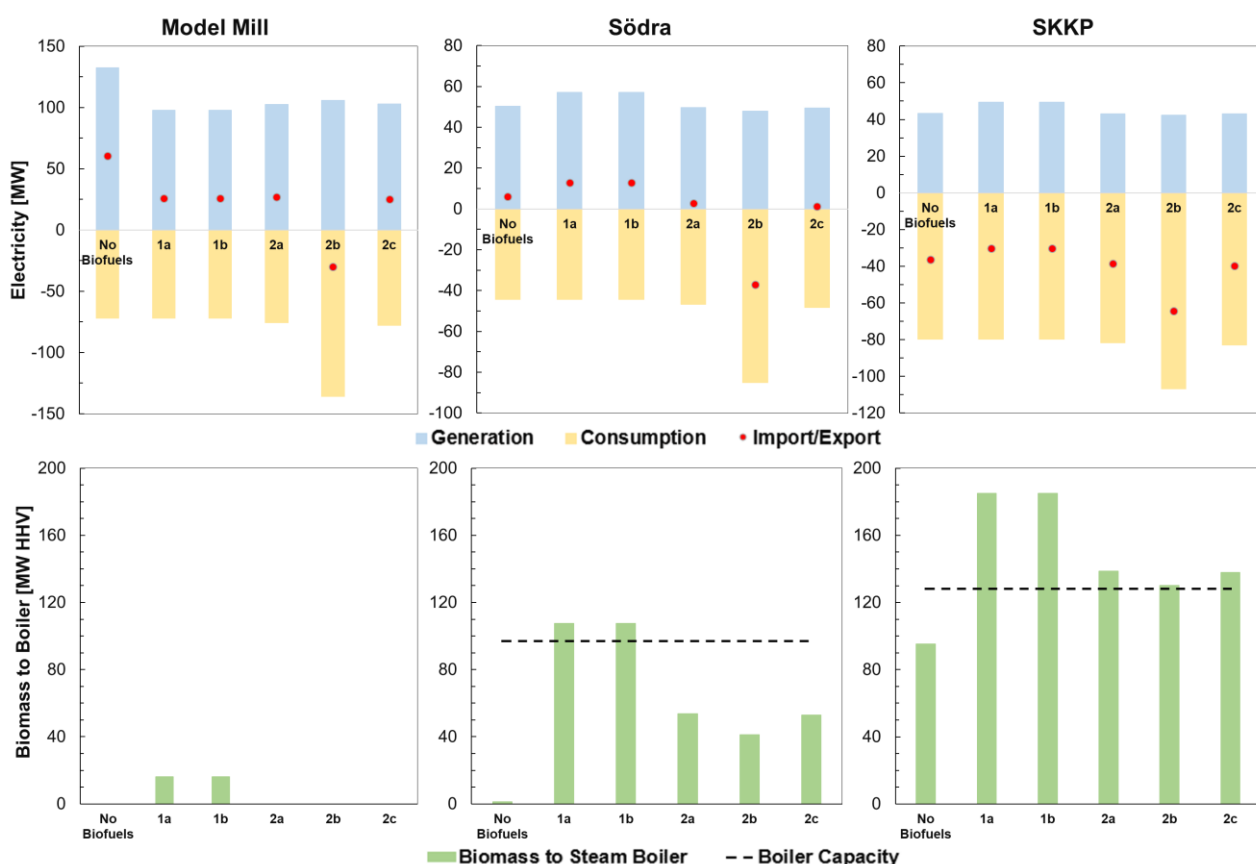 Model Mill
Södra
SKKP
Electricity [MW]
150
100
50
0
-50
-100
-150
No Biofuels
1a
1b
2a
2b
2c
80
60
40
20
0
-20
-40
-60
-80
-100
No Biofuels
1a
1b
2a
2b
2c
80
60
40
20
0
-20
-40
-60
-80
-100
-120
No Biofuels
1a
1b
2a
2b
2c
Generation
Consumption
Import/Export
Biomass to Boiler [MW HHV]
200
160
120
80
40
0
No Biofuels
1a
1b
2a
2b
2c
200
160
120
80
40
0
No Biofuels
1a
1b
2a
2b
2c
200
160
120
80
40
0
No Biofuels
1a
1b
2a
2b
2c
Biomass to Steam Boiler
Boiler Capacity